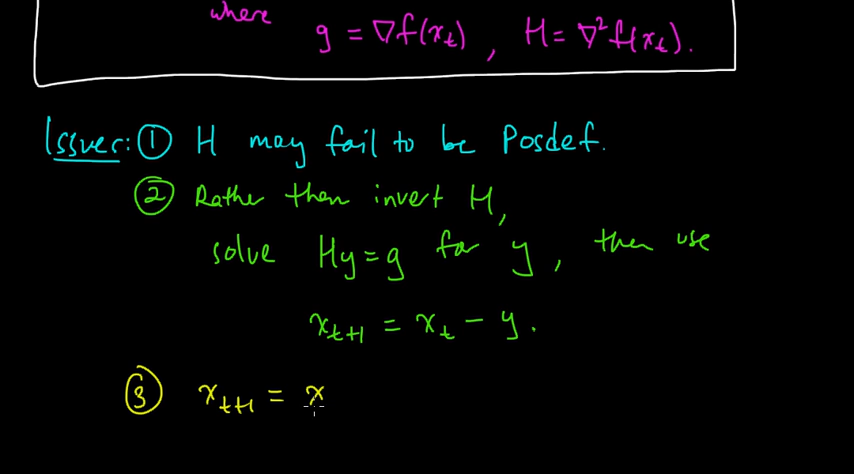 where
g = ∇f(xₜ) , H = ∇²f(xₜ).
Issues: ① H may fail to be Posdef.
② Rather then invert H,
solve Hy = g for y, then use
xₜ₊₁ = xₜ − y.
③ xₜ₊₁ = x